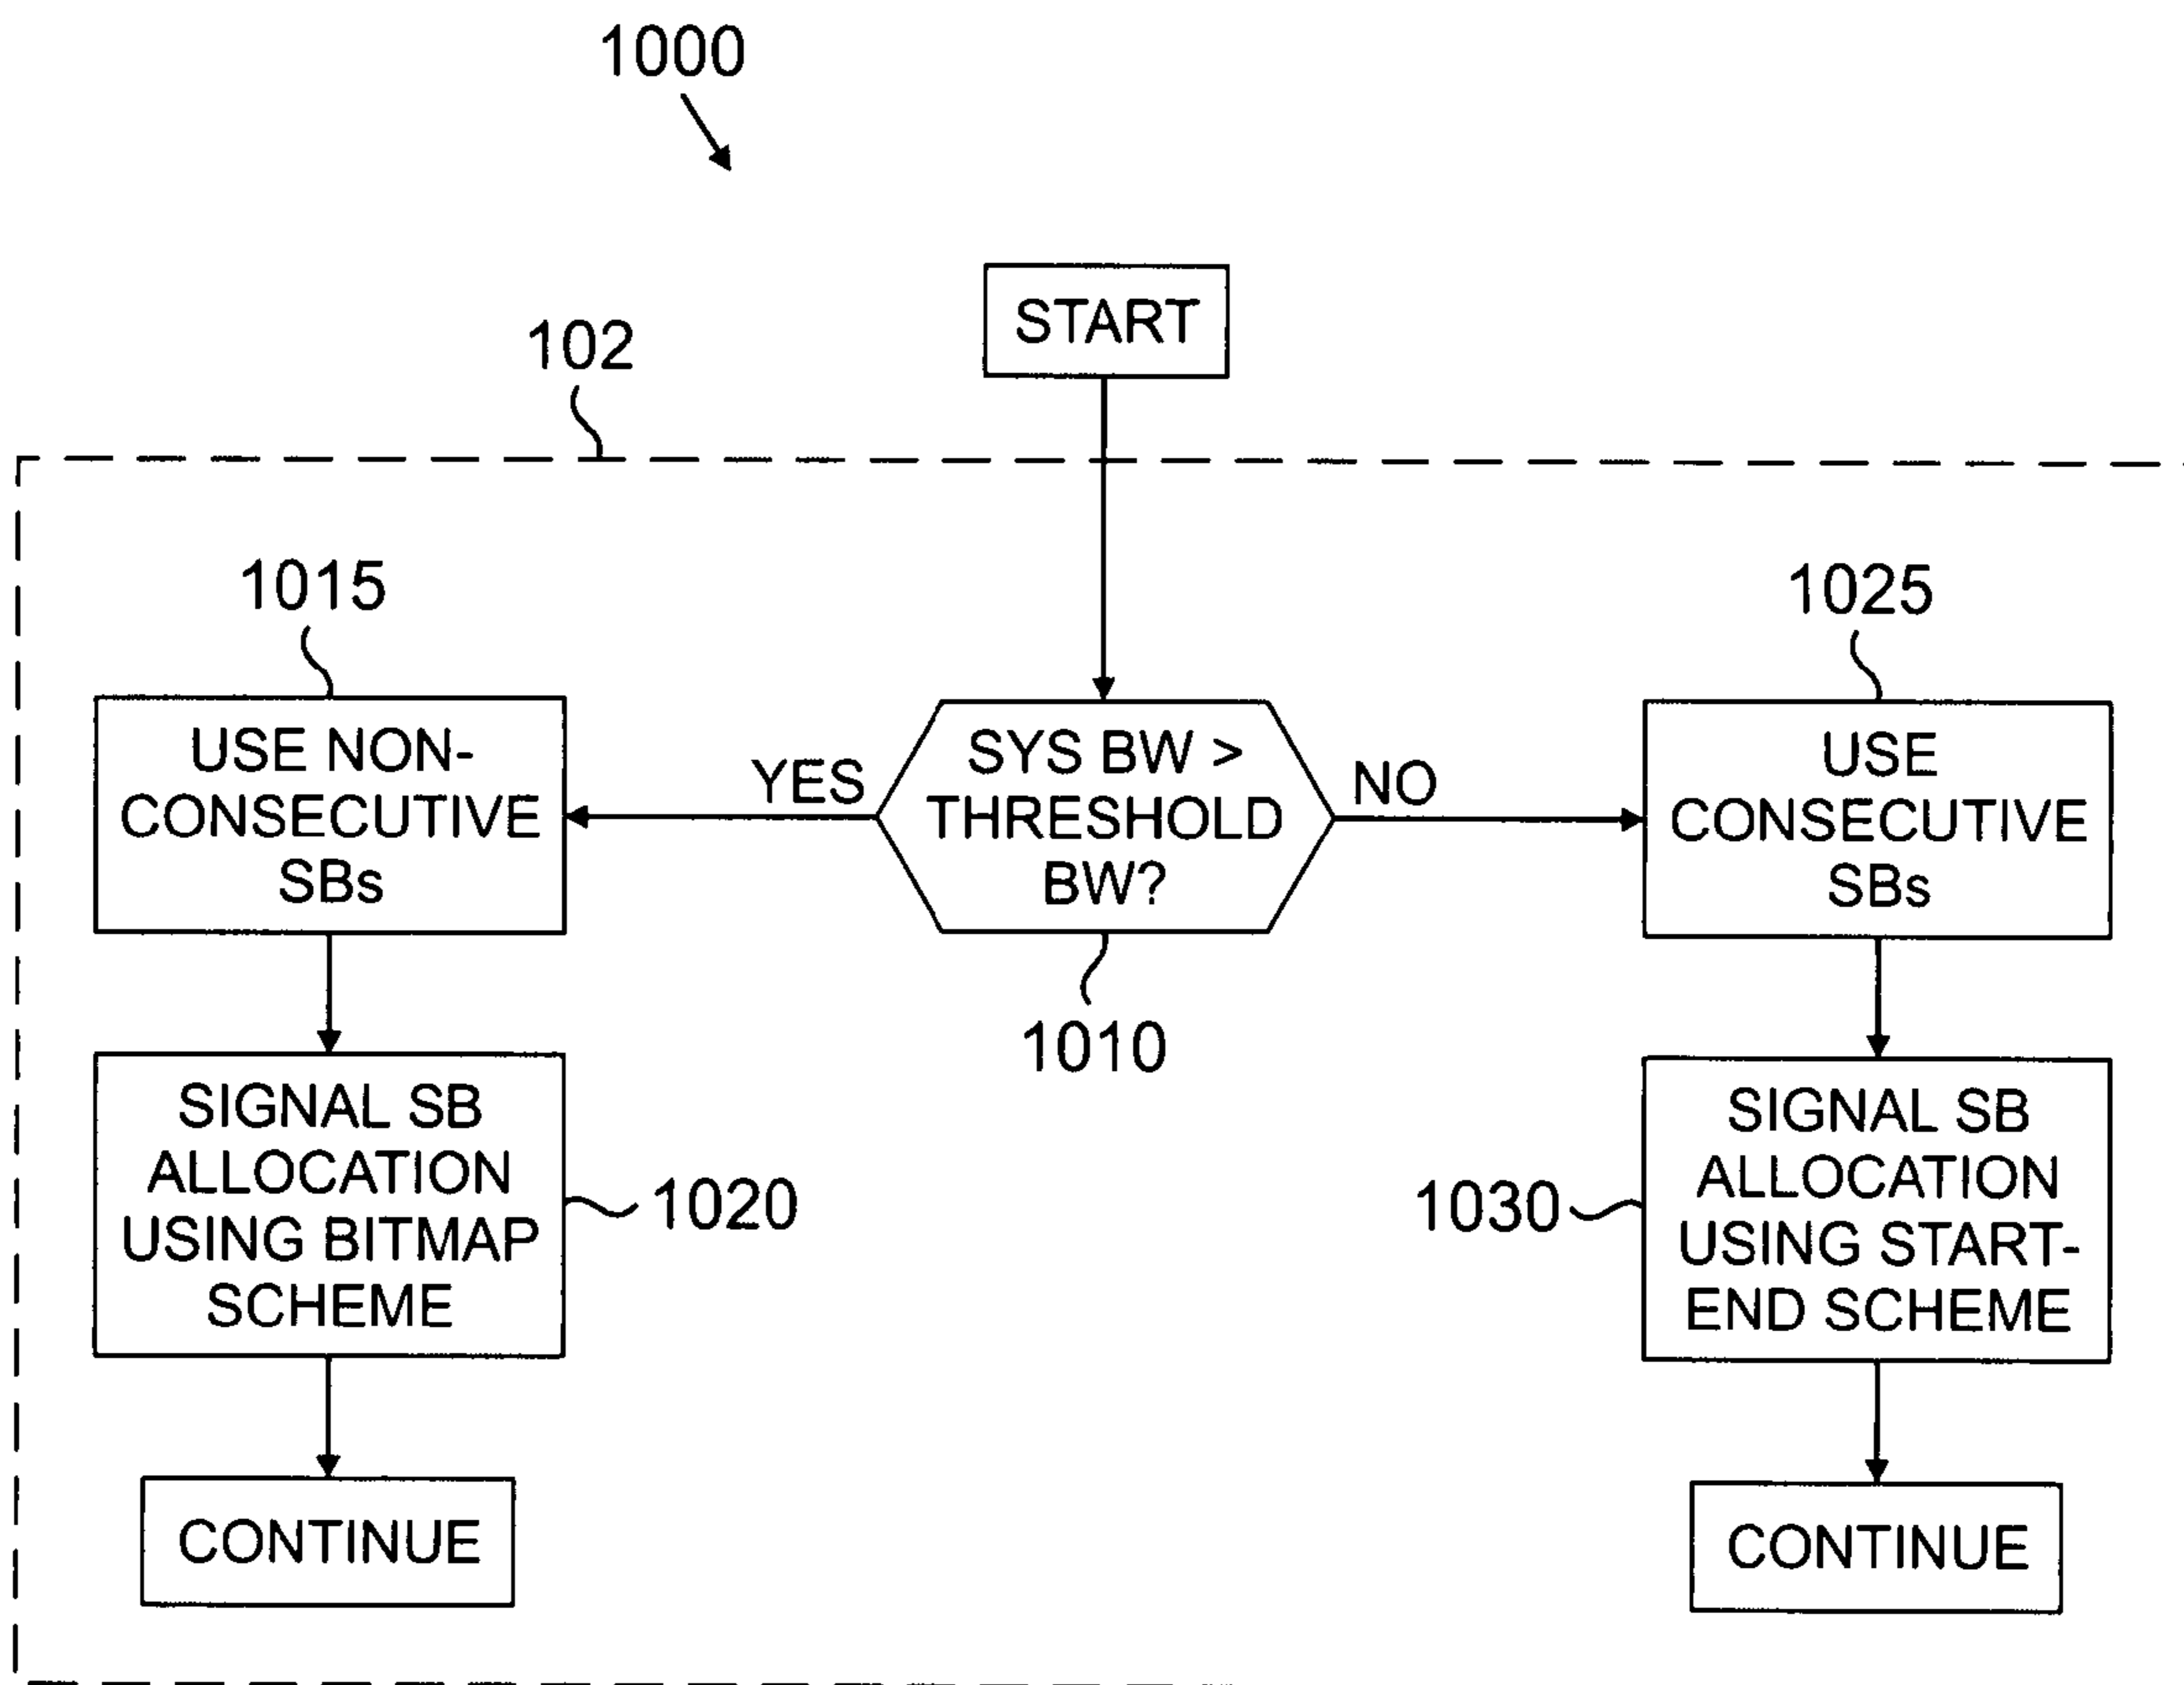 1000
START
102
1015
USE NON-
CONSECUTIVE
SBs
YES
SYS BW >
THRESHOLD
BW?
1010
NO
1025
USE
CONSECUTIVE
SBs
SIGNAL SB
ALLOCATION
USING BITMAP
SCHEME
1020
1030
SIGNAL SB
ALLOCATION
USING START-
END SCHEME
CONTINUE
CONTINUE